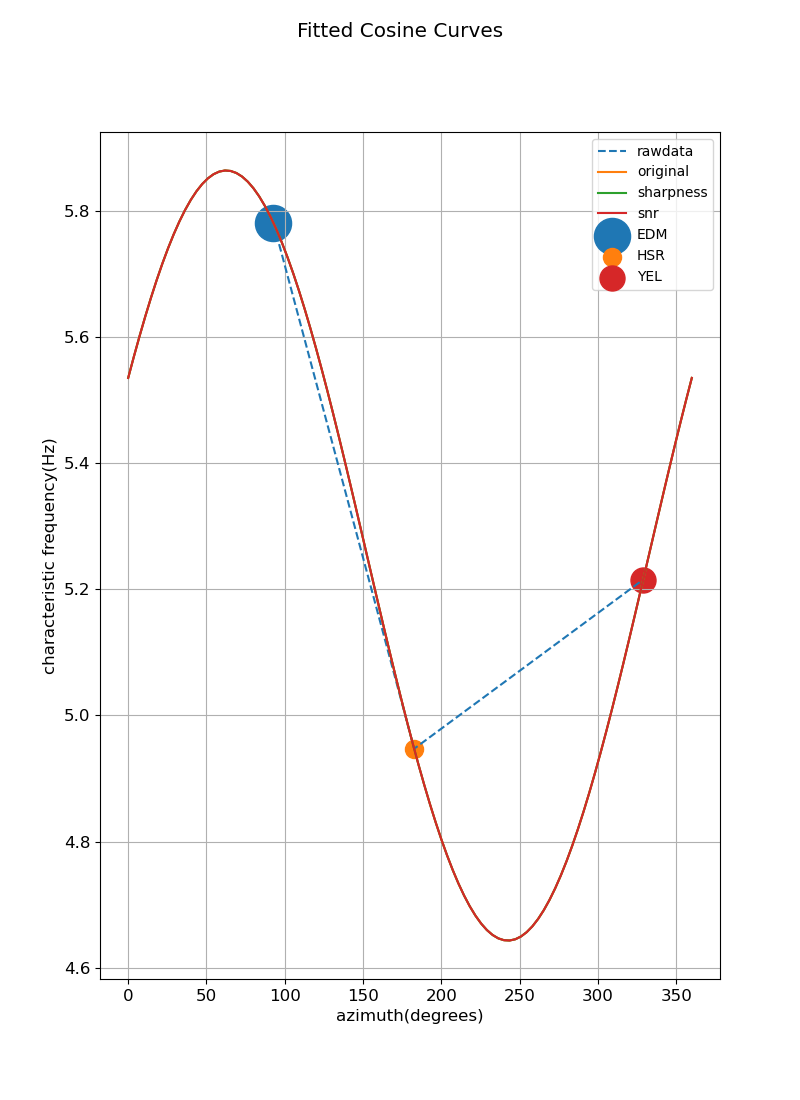 Fitted Cosine Curves
rawdata
original
sharpness
snr
EDM
HSR
YEL
5.8
5.6
5.4
5.2
5.0
4.8
4.6
characteristic frequency(Hz)
0 50 100 150 200 250 300 350
azimuth(degrees)